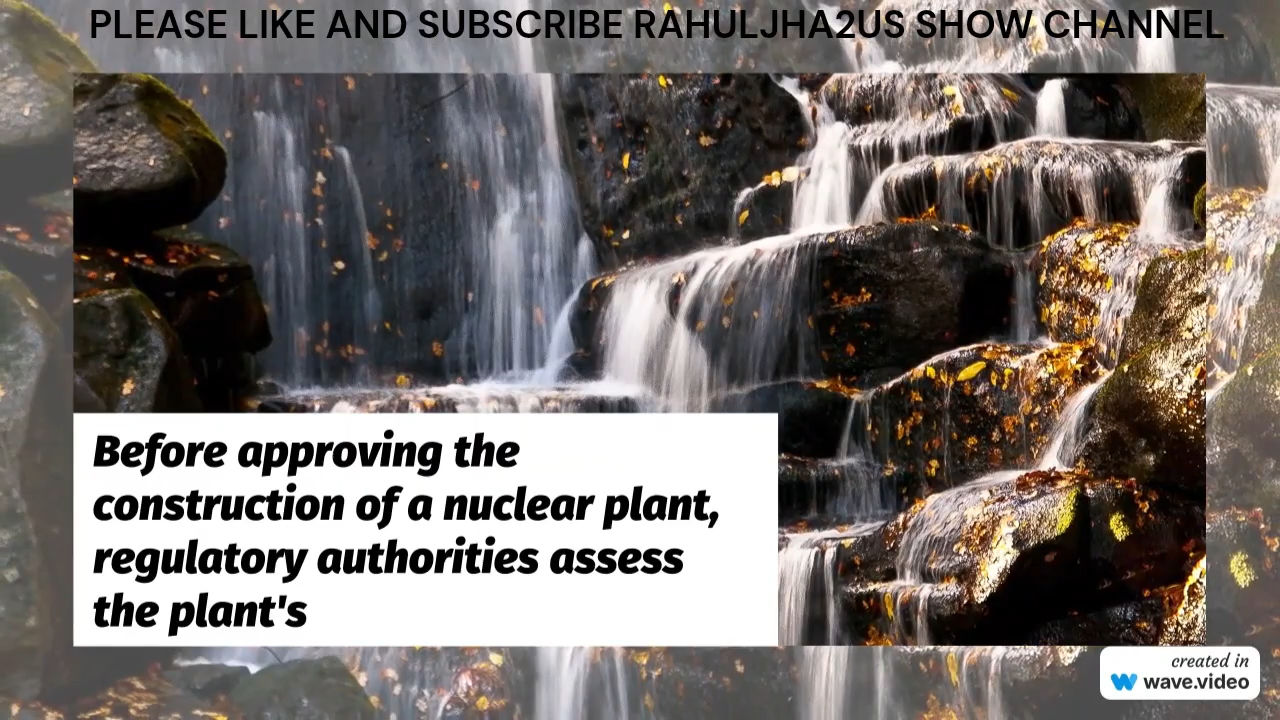 PLEASE LIKE AND SUBSCRIBE RAHULJHA2US SHOW CHANNEL
Before approving the
construction of a nuclear plant,
regulatory authorities assess
the plant's
created in
wave.video